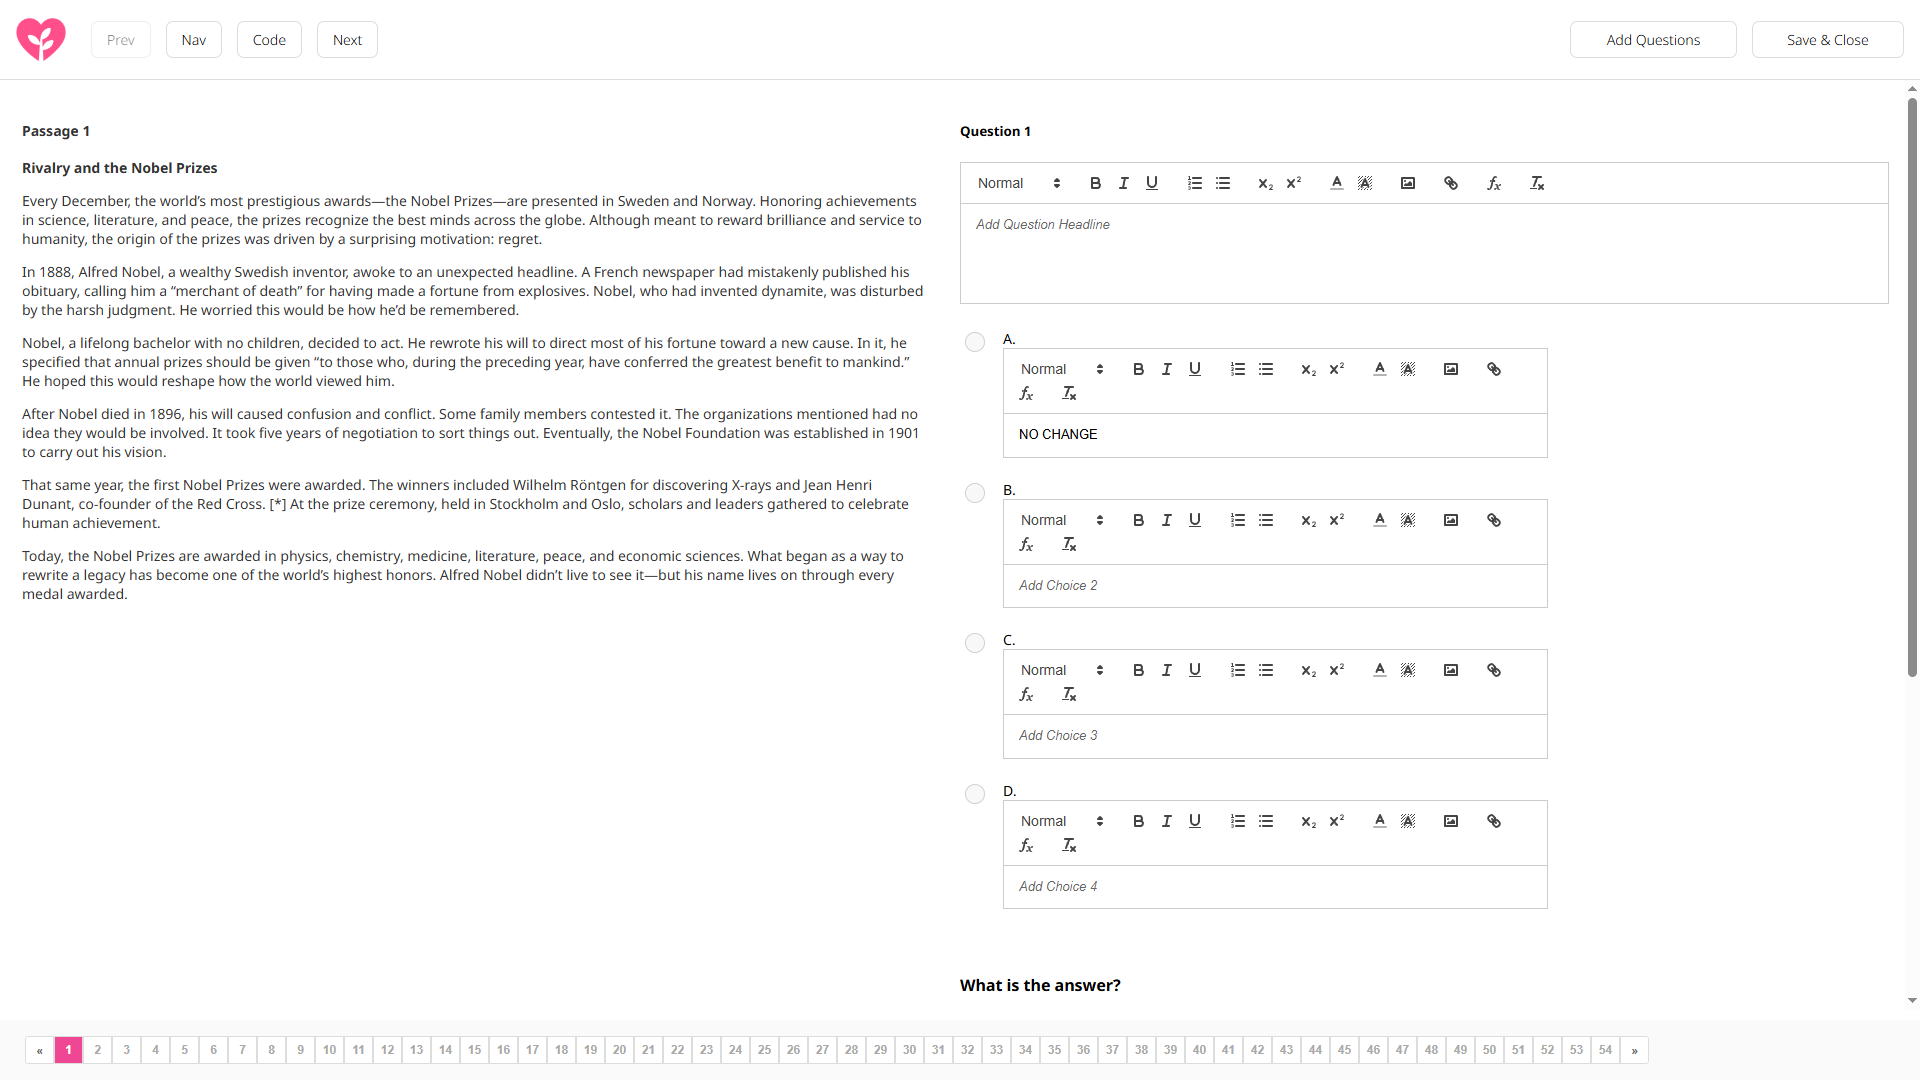 Prev Nav Code Next Add Questions Save & Close
Passage 1
Rivalry and the Nobel Prizes
Every December, the world’s most prestigious awards—the Nobel Prizes—are presented in Sweden and Norway. Honoring achievements
in science, literature, and peace, the prizes recognize the best minds across the globe. Although meant to reward brilliance and service to
humanity, the origin of the prizes was driven by a surprising motivation: regret.
In 1888, Alfred Nobel, a wealthy Swedish inventor, awoke to an unexpected headline. A French newspaper had mistakenly published his
obituary, calling him a “merchant of death” for having made a fortune from explosives. Nobel, who had invented dynamite, was disturbed
by the harsh judgment. He worried this would be how he’d be remembered.
Nobel, a lifelong bachelor with no children, decided to act. He rewrote his will to direct most of his fortune toward a new cause. In it, he
specified that annual prizes should be given “to those who, during the preceding year, have conferred the greatest benefit to mankind.”
He hoped this would reshape how the world viewed him.
After Nobel died in 1896, his will caused confusion and conflict. Some family members contested it. The organizations mentioned had no
idea they would be involved. It took five years of negotiation to sort things out. Eventually, the Nobel Foundation was established in 1901
to carry out his vision.
That same year, the first Nobel Prizes were awarded. The winners included Wilhelm Röntgen for discovering X-rays and Jean Henri
Dunant, co-founder of the Red Cross. [*] At the prize ceremony, held in Stockholm and Oslo, scholars and leaders gathered to celebrate
human achievement.
Today, the Nobel Prizes are awarded in physics, chemistry, medicine, literature, peace, and economic sciences. What began as a way to
rewrite a legacy has become one of the world’s highest honors. Alfred Nobel didn’t live to see it—but his name lives on through every
medal awarded.
Question 1
Normal
Add Question Headline
A.
Normal
NO CHANGE
B.
Normal
Add Choice 2
C.
Normal
Add Choice 3
D.
Normal
Add Choice 4
What is the answer?
« 1 2 3 4 5 6 7 8 9 10 11 12 13 14 15 16 17 18 19 20 21 22 23 24 25 26 27 28 29 30 31 32 33 34 35 36 37 38 39 40 41 42 43 44 45 46 47 48 49 50 51 52 53 54 »